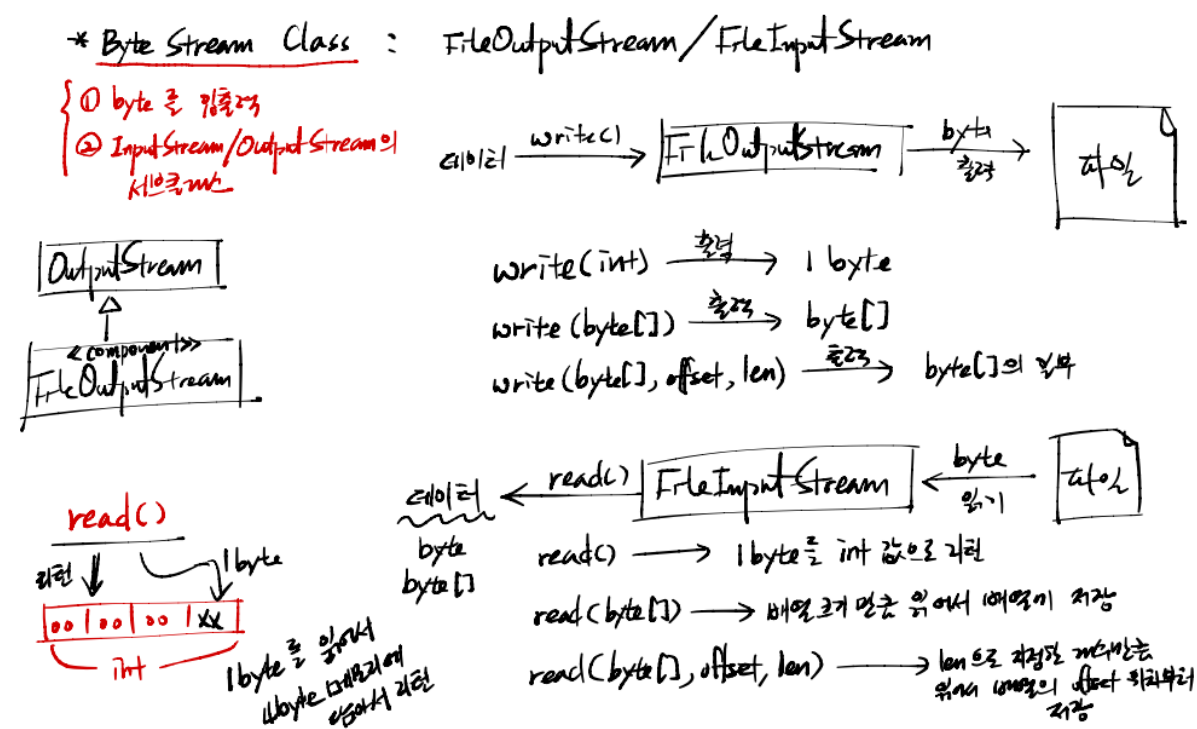 * Byte Stream Class : FileOutputStream/FileInputStream
① byte를 입출력
② InputStream/OutputStream의
서브클래스
데이터 write() FileOutputStream byte 출력 파일
OutputStream
<<component>>
FileOutputStream
write(int) 출력 1 byte
write(byte[]) 출력 byte[]
write(byte[], offset, len) 출력 byte[]의 일부
데이터 read() FileInputStream byte 읽기 파일
byte
byte[]
read() 1byte를 int 값으로 리턴
read(byte[]) 배열 크기 만큼 읽어서 배열에 저장
read(byte[], offset, len) len으로 지정한 개수만큼
읽어서 배열의 offset 위치부터
저장
read()
리턴 1byte
00 | 00 | 00 | XX
int
1byte를 읽어서
4byte 메모리에
담아서 리턴